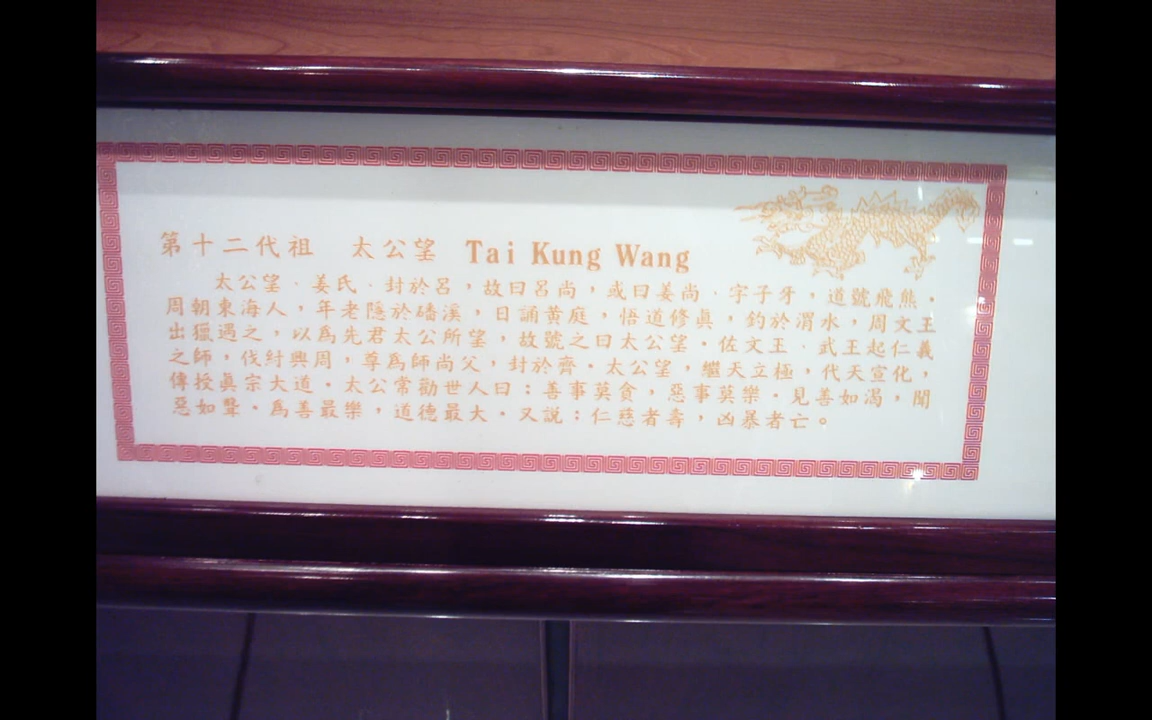 第十二代祖 太公望 Tai Kung Wang
太公望、姜氏、封於呂，故曰呂尚，或曰姜尚、字子牙，道號飛熊。
周朝東海人，年老隱於磻溪，日誦黃庭，悟道修眞，釣於渭水，周文王
出獵遇之，以爲先君太公所望，故號之曰太公望。佐文王、武王起仁義
之師，伐紂興周，尊爲師尚父，封於齊。太公望，繼天立極，代天宣化，
傳授眞宗大道。太公常勸世人曰：善事莫貪，惡事莫樂。見善如渴，聞
惡如聾。爲善最樂，道德最大。又説：仁慈者壽，凶暴者亡。